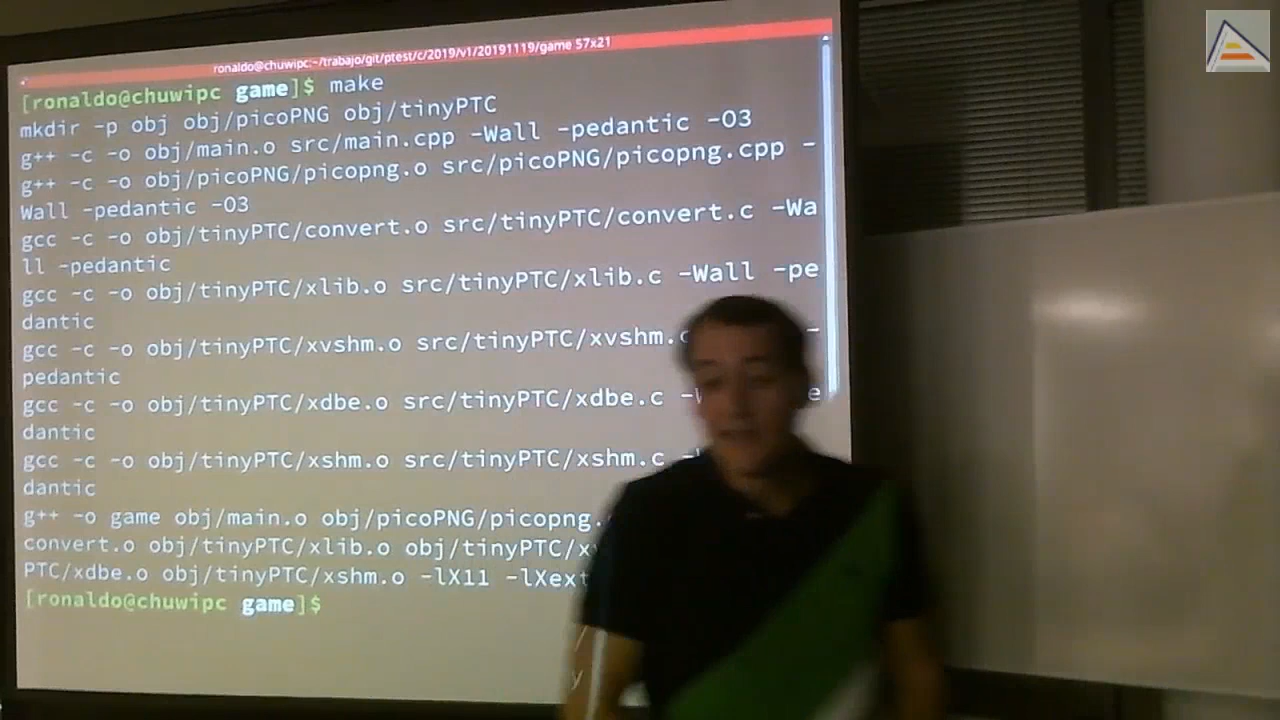 ronaldo@chuwipc:~/trabajo/git/ptest/c/2019/v1/20191119/game 57x21
[ronaldo@chuwipc game]$ make
mkdir -p obj obj/picoPNG obj/tinyPTC
g++ -c -o obj/main.o src/main.cpp -Wall -pedantic -O3
g++ -c -o obj/picoPNG/picopng.o src/picoPNG/picopng.cpp -
Wall -pedantic -O3
gcc -c -o obj/tinyPTC/convert.o src/tinyPTC/convert.c -Wa
ll -pedantic
gcc -c -o obj/tinyPTC/xlib.o src/tinyPTC/xlib.c -Wall -pe
dantic
gcc -c -o obj/tinyPTC/xvshm.o src/tinyPTC/xvshm.
pedantic
gcc -c -o obj/tinyPTC/xdbe.o src/tinyPTC/xdbe.c
dantic
gcc -c -o obj/tinyPTC/xshm.o src/tinyPTC/xshm.c
dantic
g++ -o game obj/main.o obj/picoPNG/picopng.
convert.o obj/tinyPTC/xlib.o obj/tinyPTC/x
PTC/xdbe.o obj/tinyPTC/xshm.o -lX11 -lXext
[ronaldo@chuwipc game]$